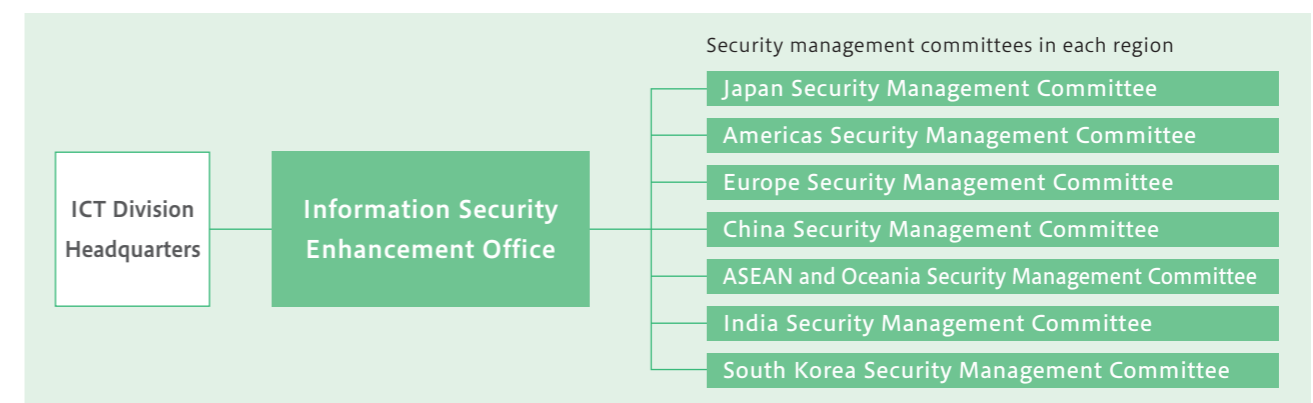 Security management committees in each region
Japan Security Management Committee
Americas Security Management Committee
Europe Security Management Committee
ICT Division
Headquarters
Information Security
Enhancement Office
China Security Management Committee
ASEAN and Oceania Security Management Committee
India Security Management Committee
South Korea Security Management Committee